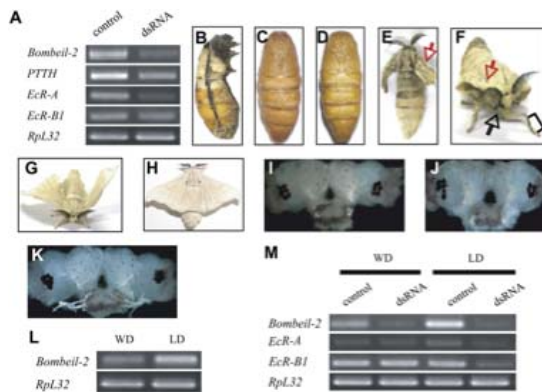 A
control dsRNA
Bombeil-2
PTTH
EcR-A
EcR-B1
RpL32
B
C
D
E
F
G
H
I
J
K
L
WD LD
Bombeil-2
RpL32
M
WD LD
control dsRNA control dsRNA
Bombeil-2
EcR-A
EcR-B1
RpL32